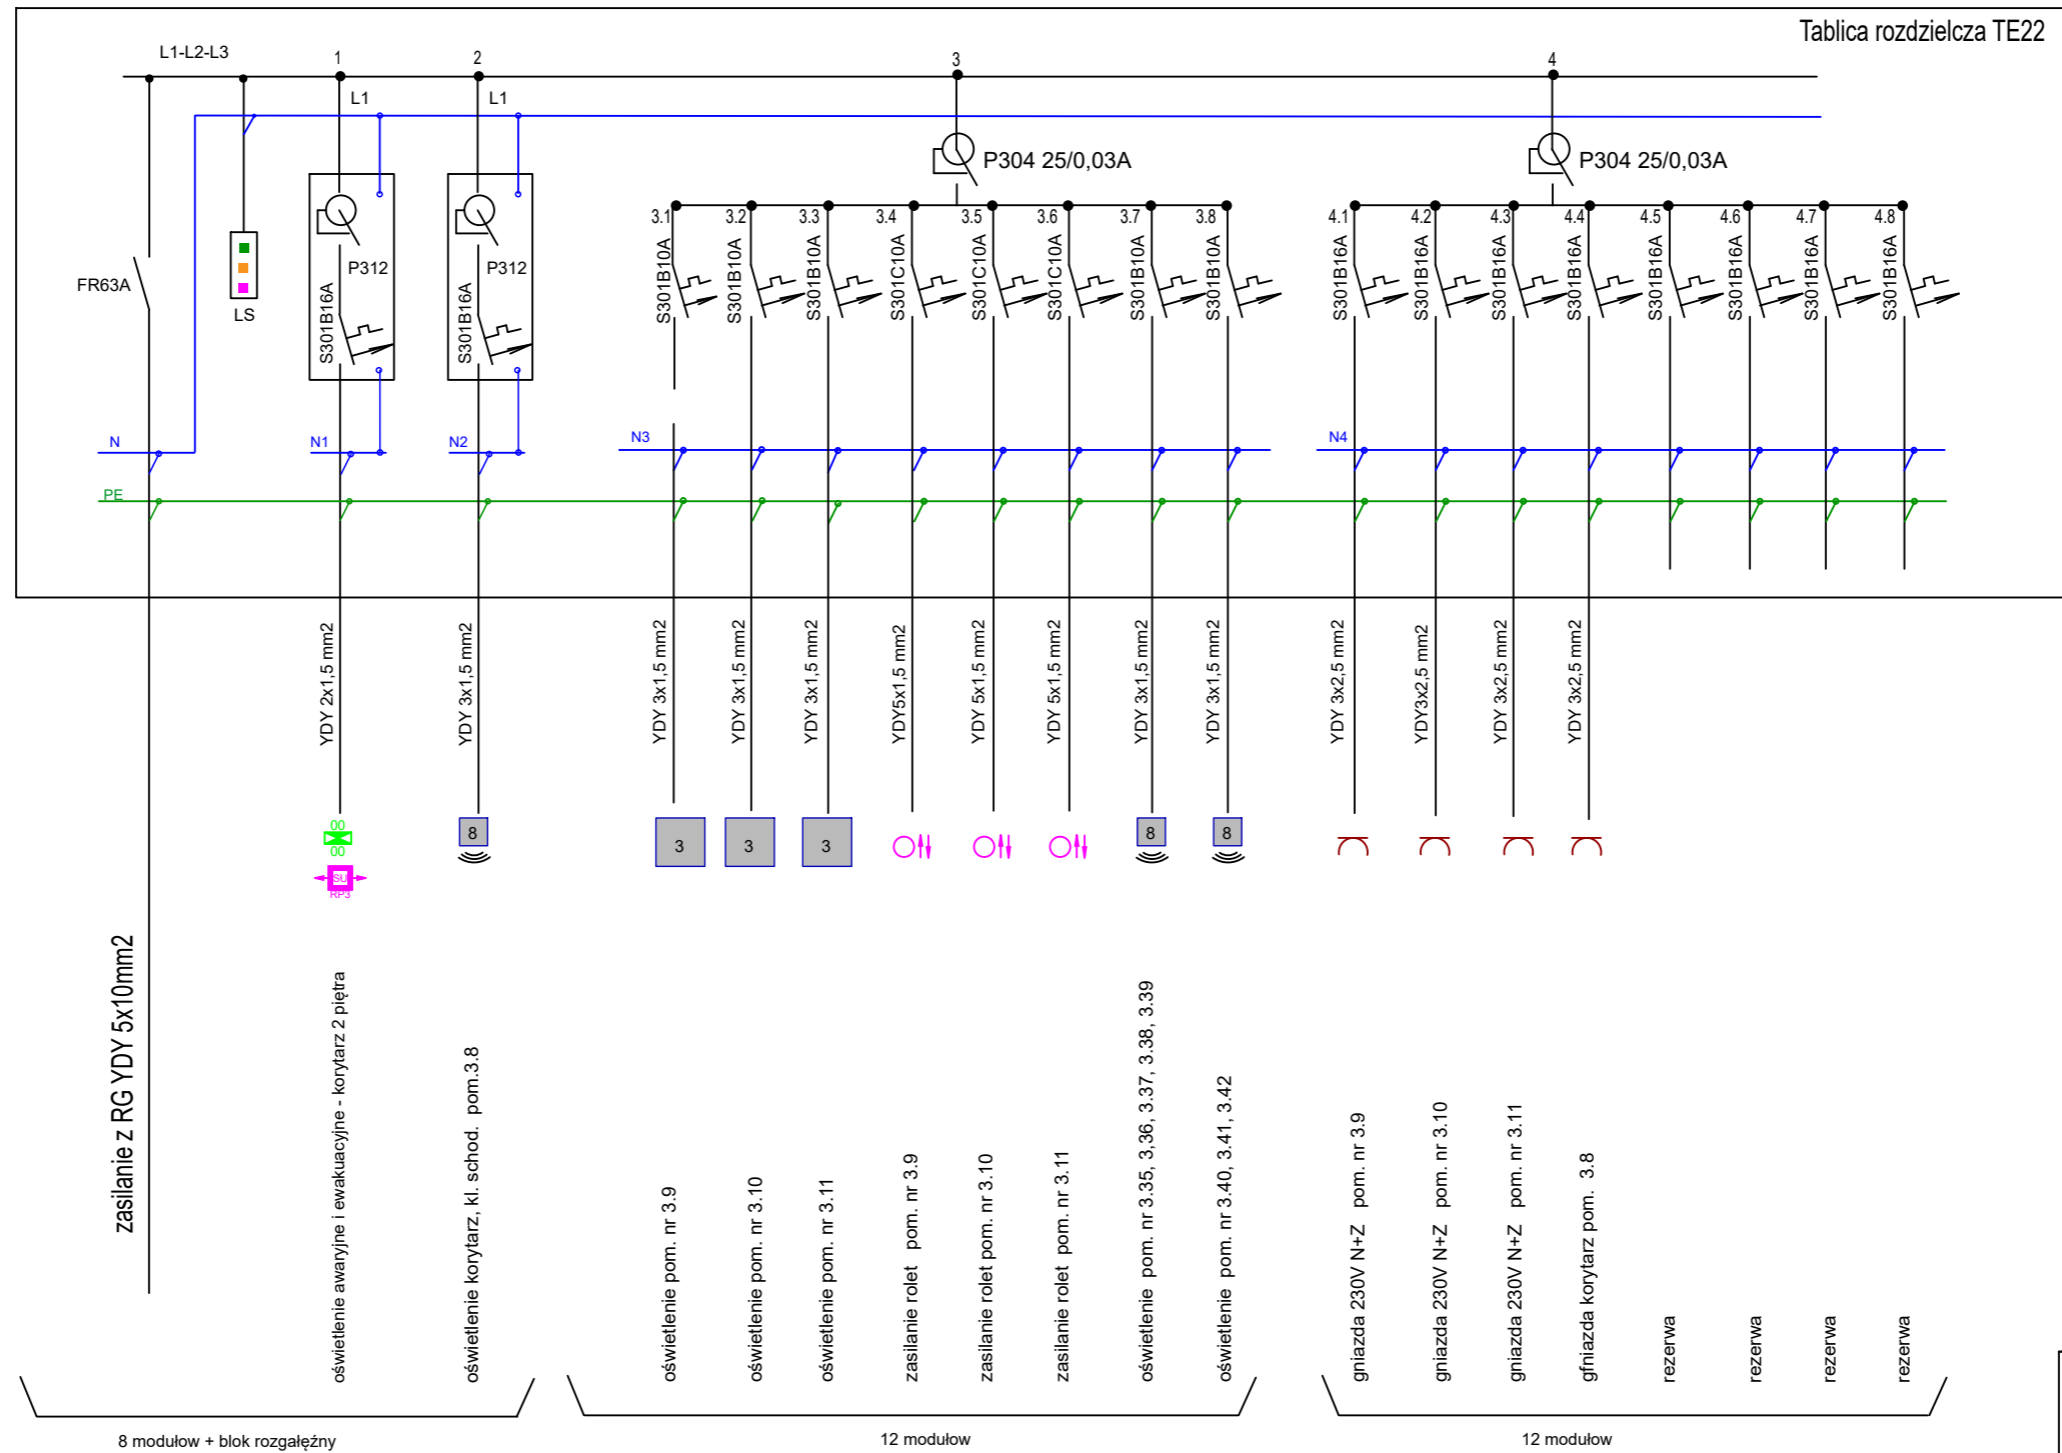 Tablica rozdzielcza TE22
L1-L2-L3
1
2
3
4
L1
L1
P304 25/0,03A
P304 25/0,03A
3.1
3.2
3.3
3.4
3.5
3.6
3.7
3.8
4.1
4.2
4.3
4.4
4.5
4.6
4.7
4.8
FR63A
LS
P312
P312
S301B16A
S301B16A
S301B10A
S301B10A
S301B10A
S301C10A
S301C10A
S301C10A
S301B10A
S301B10A
S301B16A
S301B16A
S301B16A
S301B16A
S301B16A
S301B16A
S301B16A
S301B16A
N
N1
N2
N3
N4
PE
YDY 2x1,5 mm2
YDY 3x1,5 mm2
YDY 3x1,5 mm2
YDY 3x1,5 mm2
YDY 3x1,5 mm2
YDY5x1,5 mm2
YDY 5x1,5 mm2
YDY 5x1,5 mm2
YDY 3x1,5 mm2
YDY 3x1,5 mm2
YDY 3x2,5 mm2
YDY3x2,5 mm2
YDY 3x2,5 mm2
YDY 3x2,5 mm2
00
00
SU
RP3
8
3
3
3
8
8
zasilanie z RG YDY 5x10mm2
oświetlenie awaryjne i ewakuacyjne - korytarz 2 piętra
oświetlenie korytarz, kl. schod. pom.3.8
oświetlenie pom. nr 3.9
oświetlenie pom. nr 3.10
oświetlenie pom. nr 3.11
zasilanie rolet pom. nr 3.9
zasilanie rolet pom. nr 3.10
zasilanie rolet pom. nr 3.11
oświetlenie pom. nr 3.35, 3,36, 3.37, 3.38, 3.39
oświetlenie pom. nr 3.40, 3.41, 3.42
gniazda 230V N+Z pom. nr 3.9
gniazda 230V N+Z pom. nr 3.10
gniazda 230V N+Z pom. nr 3.11
gfniazda korytarz pom. 3.8
rezerwa
rezerwa
rezerwa
rezerwa
8 modułow + blok rozgałęźny
12 modułow
12 modułow